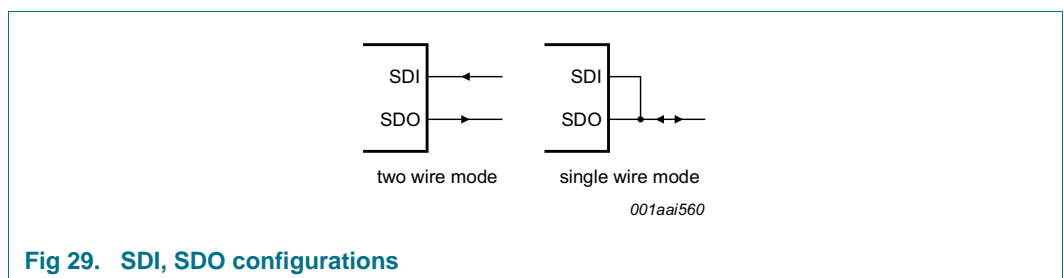 SDI
SDO
two wire mode
SDI
SDO
single wire mode
001aai560
Fig 29. SDI, SDO configurations